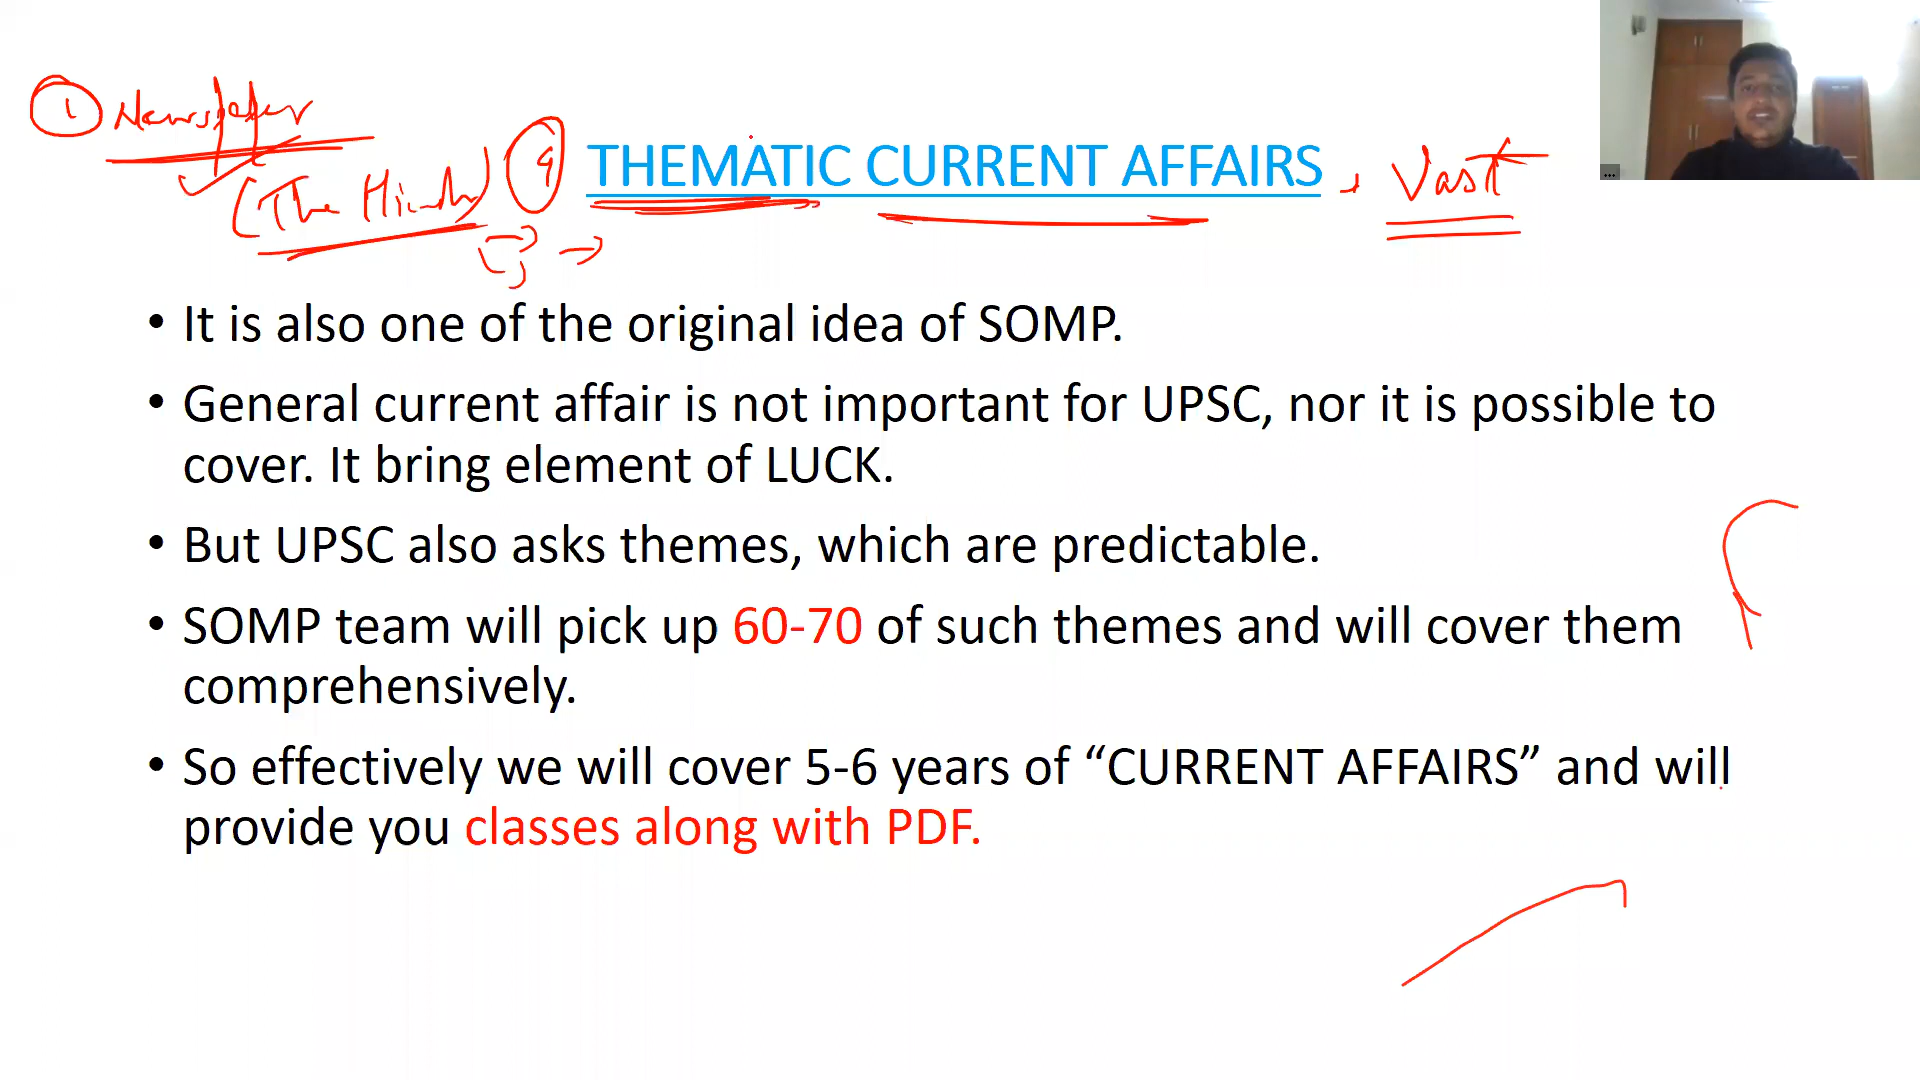 1 Newspaper
(The Hindu)
9
THEMATIC CURRENT AFFAIRS
Vast
• It is also one of the original idea of SOMP.
• General current affair is not important for UPSC, nor it is possible to
cover. It bring element of LUCK.
• But UPSC also asks themes, which are predictable.
• SOMP team will pick up 60-70 of such themes and will cover them
comprehensively.
• So effectively we will cover 5-6 years of “CURRENT AFFAIRS” and will
provide you classes along with PDF.